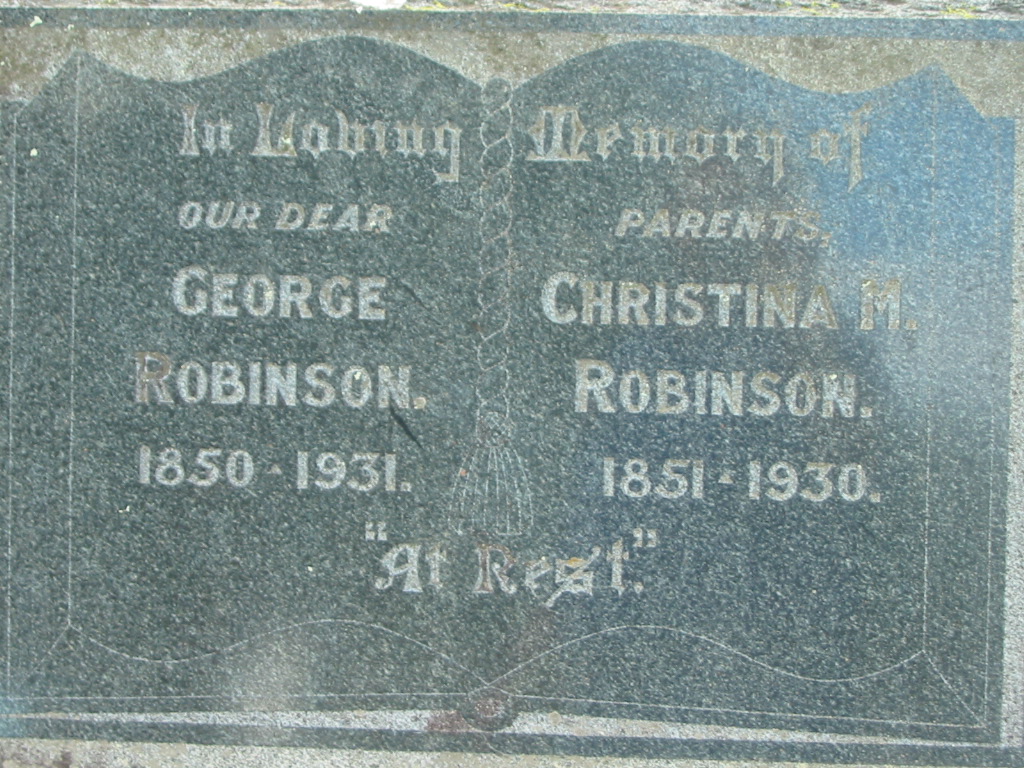 In Loving Memory of
OUR DEAR PARENTS,
GEORGE CHRISTINA M.
ROBINSON. ROBINSON.
1850 - 1931. 1851 - 1930.
"At Rest."